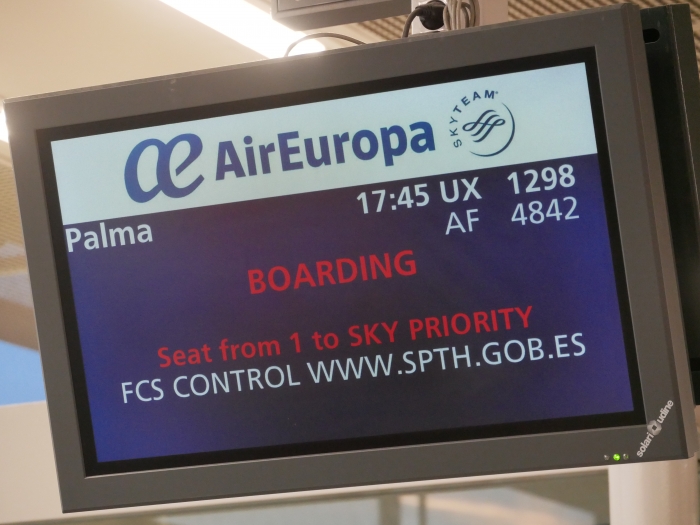 AirEuropa
SKYTEAM
Palma 17:45 UX 1298
AF 4842
BOARDING
Seat from 1 to SKY PRIORITY
FCS CONTROL WWW.SPTH.GOB.ES
solari udine